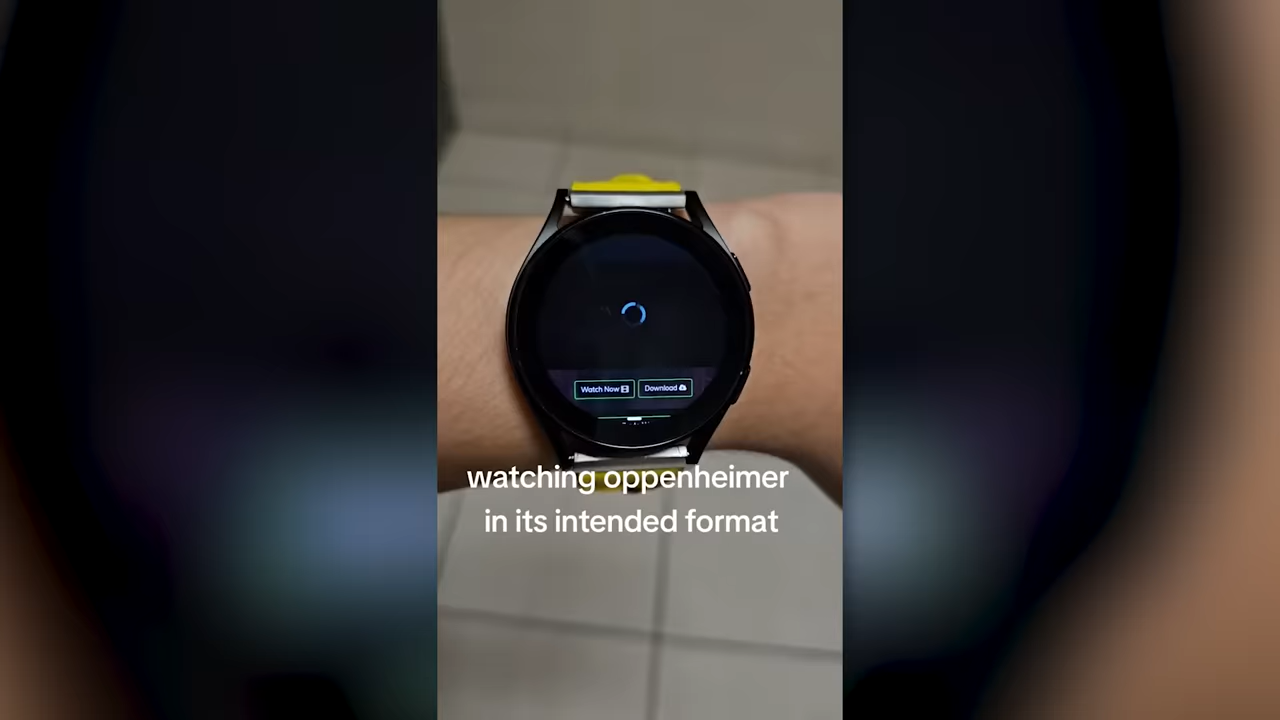 Watch Now
Download
watching oppenheimer
in its intended format